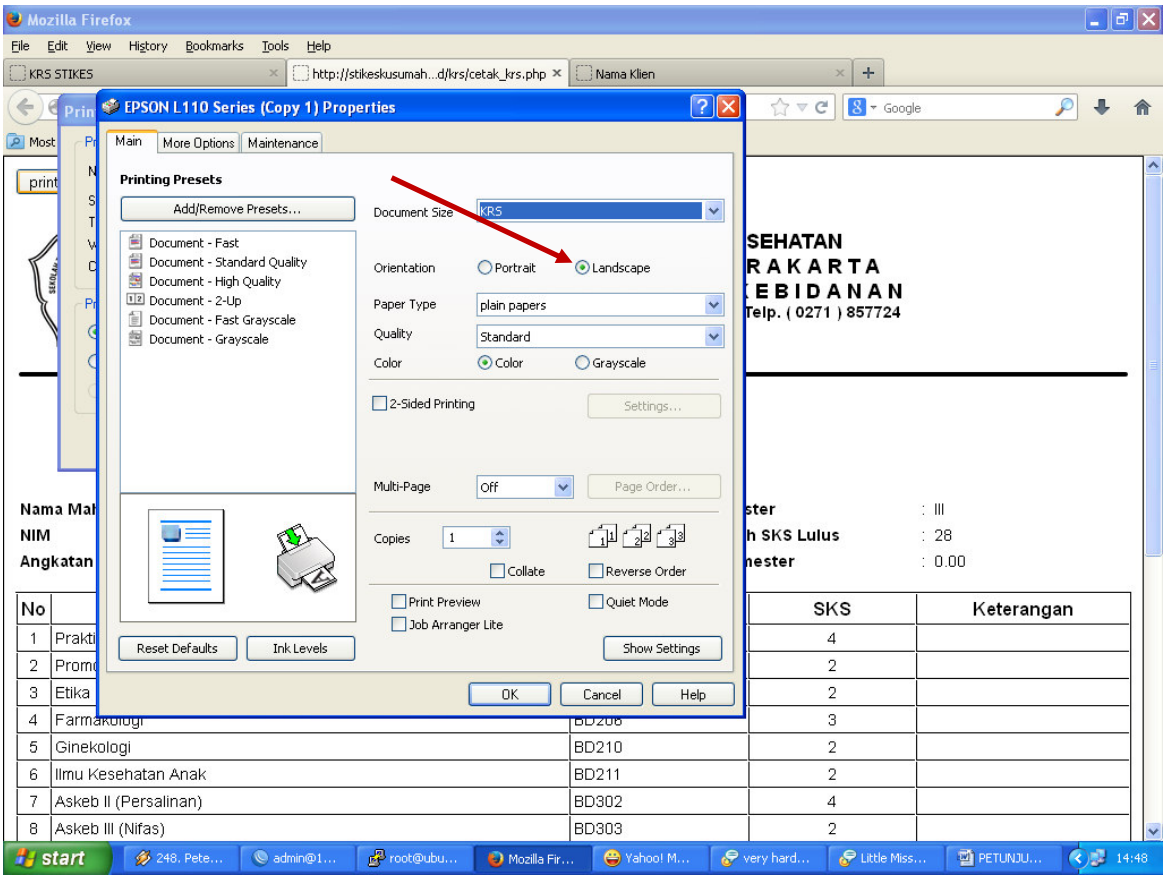 Mozilla Firefox
File Edit View History Bookmarks Tools Help
KRS STIKES
http://stikeskusumah...d/krs/cetak_krs.php
Nama Klien
Google
Most
Prin
EPSON L110 Series (Copy 1) Properties
Main More Options Maintenance
print
Printing Presets
Add/Remove Presets...
Document - Fast
Document - Standard Quality
Document - High Quality
Document - 2-Up
Document - Fast Grayscale
Document - Grayscale
Reset Defaults
Ink Levels
Document Size KRS
Orientation Portrait Landscape
Paper Type plain papers
Quality Standard
Color Color Grayscale
2-Sided Printing Settings...
Multi-Page Off Page Order...
Copies 1
Collate Reverse Order
Print Preview Quiet Mode
Job Arranger Lite
Show Settings
OK Cancel Help
SEHATAN
RAKARTA
KEBIDANAN
Telp. ( 0271 ) 857724
Nama Mah ster : III
NIM h SKS Lulus : 28
Angkatan nester : 0.00
No SKS Keterangan
1 Prakti 4
2 Promo 2
3 Etika 2
4 Farmakologi BD208 3
5 Ginekologi BD210 2
6 Ilmu Kesehatan Anak BD211 2
7 Askeb II (Persalinan) BD302 4
8 Askeb III (Nifas) BD303 2
start
248. Pete...
admin@1...
root@ubu...
Mozilla Fir...
Yahoo! M...
very hard...
Little Miss...
PETUNJU...
14:48